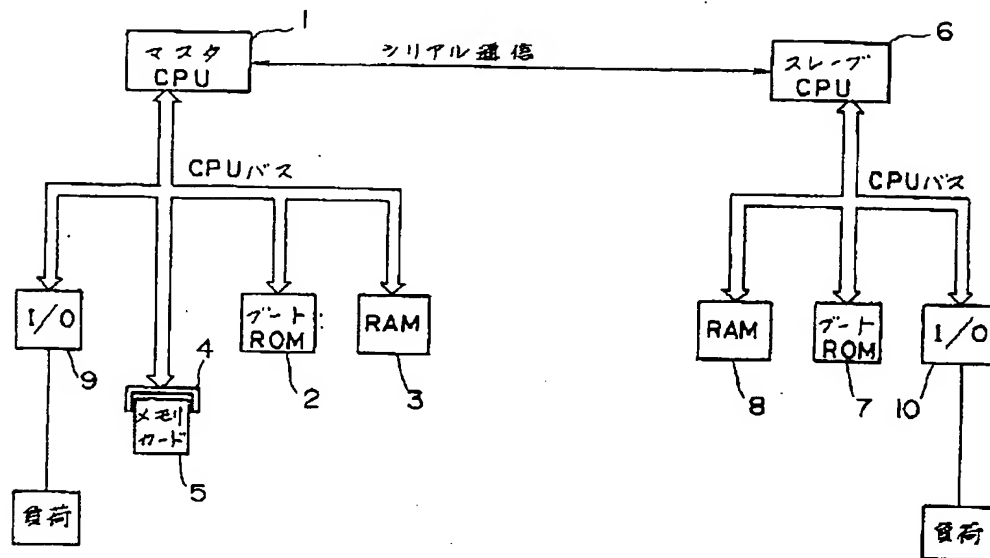 1
マスタ
CPU
シリアル通信
6
スレーブ
CPU
CPUバス
CPUバス
I/O
9
4
メモリ
カード
5
ブート
ROM
2
RAM
3
RAM
8
ブート
ROM
7
I/O
10
負荷
負荷